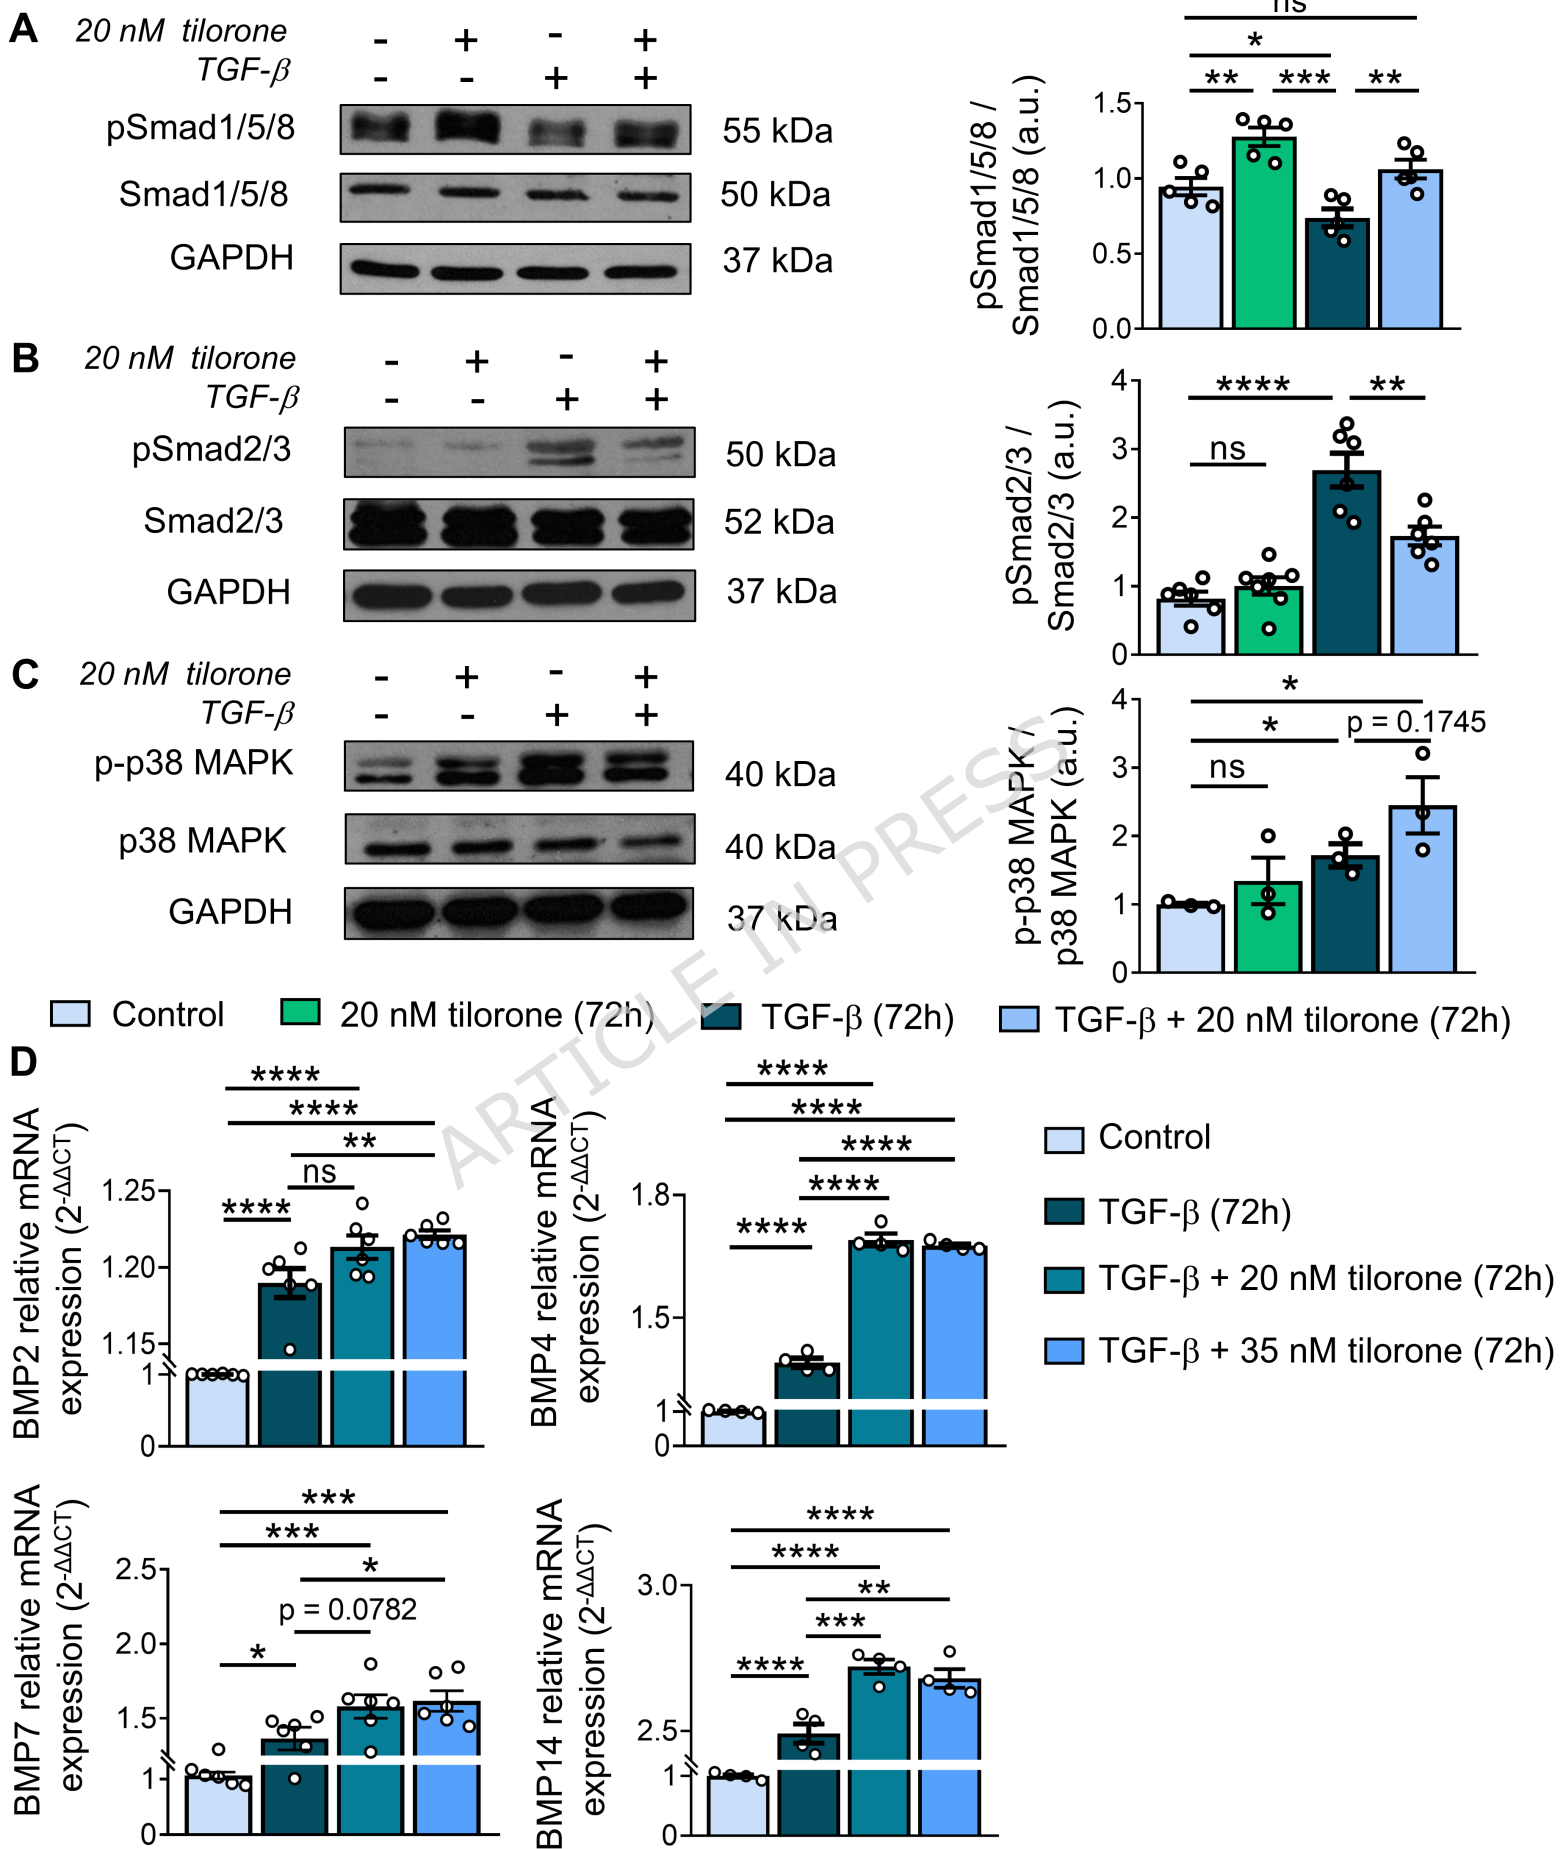 A
20 nM tilorone - + - +
TGF-β - - + +
pSmad1/5/8 55 kDa
Smad1/5/8 50 kDa
GAPDH 37 kDa
ns
*
** *** **
pSmad1/5/8 /
Smad1/5/8 (a.u.)
1.5
1.0
0.5
0.0
B
20 nM tilorone - + - +
TGF-β - - + +
pSmad2/3 50 kDa
Smad2/3 52 kDa
GAPDH 37 kDa
**** **
ns
pSmad2/3 /
Smad2/3 (a.u.)
4
3
2
1
0
C
20 nM tilorone - + - +
TGF-β - - + +
p-p38 MAPK 40 kDa
p38 MAPK 40 kDa
GAPDH 37 kDa
*
* p = 0.1745
ns
p-p38 MAPK /
p38 MAPK (a.u.)
4
3
2
1
0
Control
20 nM tilorone (72h)
TGF-β (72h)
TGF-β + 20 nM tilorone (72h)
ARTICLE IN PRESS
D
****
****
**
ns
****
BMP2 relative mRNA
expression (2-ΔΔCT)
1.25
1.20
1.15
1
0
****
****
****
****
****
BMP4 relative mRNA
expression (2-ΔΔCT)
1.8
1.5
1
0
Control
TGF-β (72h)
TGF-β + 20 nM tilorone (72h)
TGF-β + 35 nM tilorone (72h)
***
***
*
p = 0.0782
*
BMP7 relative mRNA
expression (2-ΔΔCT)
2.5
2.0
1.5
1
0
****
****
**
***
****
BMP14 relative mRNA
expression (2-ΔΔCT)
3.0
2.5
1
0